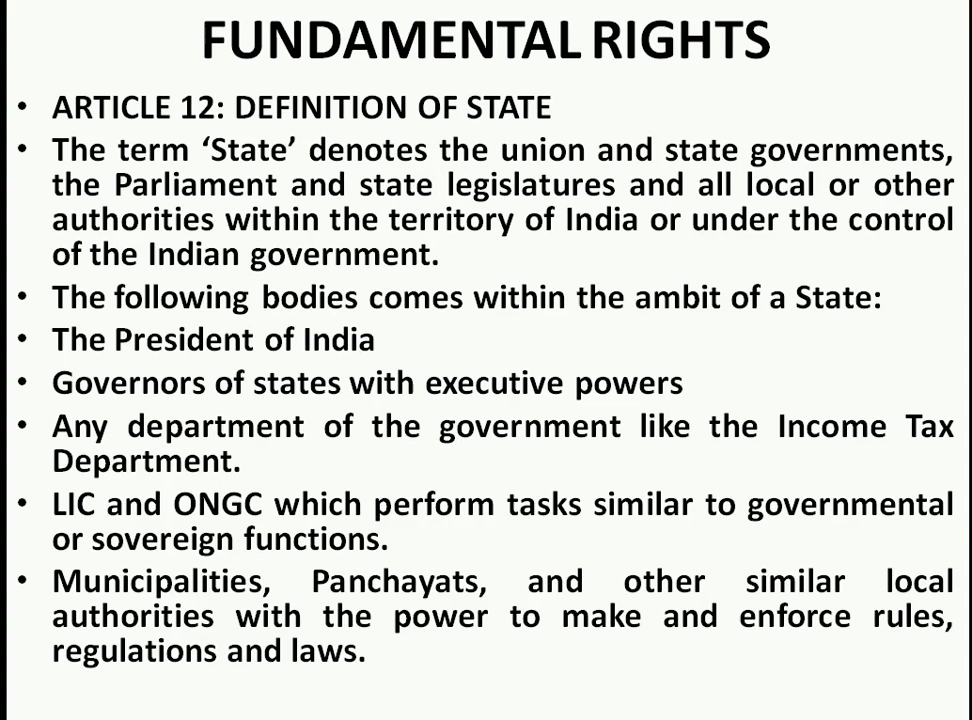 FUNDAMENTAL RIGHTS
• ARTICLE 12: DEFINITION OF STATE
• The term ‘State’ denotes the union and state governments,
the Parliament and state legislatures and all local or other
authorities within the territory of India or under the control
of the Indian government.
• The following bodies comes within the ambit of a State:
• The President of India
• Governors of states with executive powers
• Any department of the government like the Income Tax
Department.
• LIC and ONGC which perform tasks similar to governmental
or sovereign functions.
• Municipalities, Panchayats, and other similar local
authorities with the power to make and enforce rules,
regulations and laws.